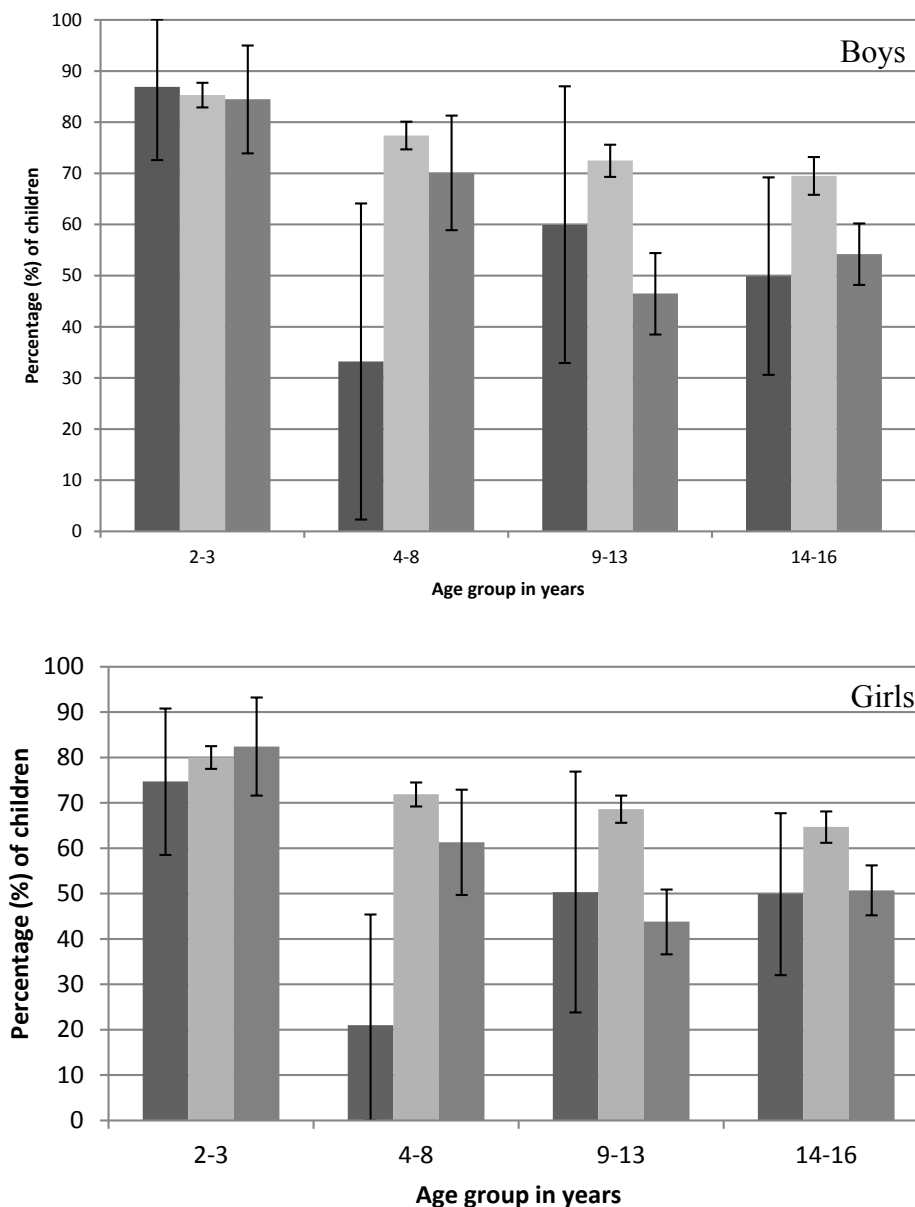 Boys
Percentage (%) of children
100
90
80
70
60
50
40
30
20
10
0
2-3 4-8 9-13 14-16
Age group in years
Girls
Percentage (%) of children
100
90
80
70
60
50
40
30
20
10
0
2-3 4-8 9-13 14-16
Age group in years